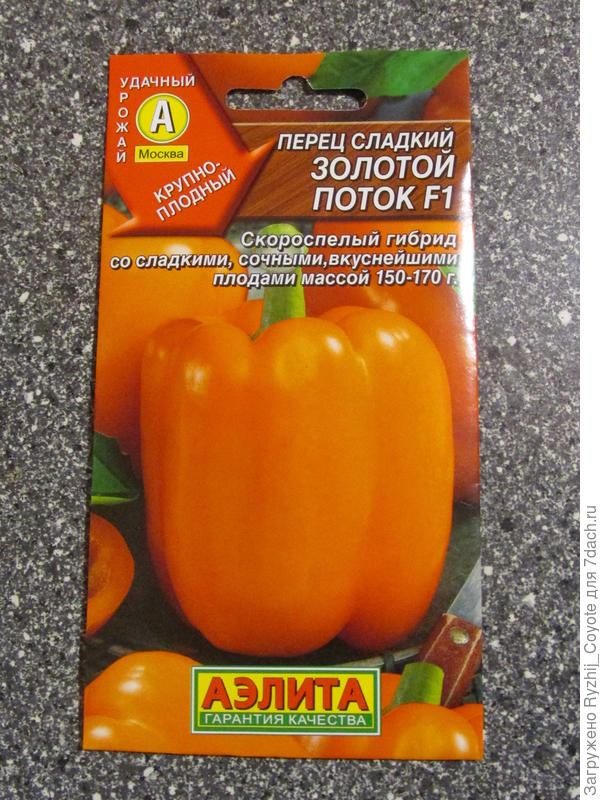 УДАЧНЫЙ
УРОЖАЙ
А
Москва
КРУПНО-
ПЛОДНЫЙ
ПЕРЕЦ СЛАДКИЙ
ЗОЛОТОЙ
ПОТОК F1
Скороспелый гибрид
со сладкими, сочными,вкуснейшими
плодами массой 150-170 г.
АЭЛИТА
ГАРАНТИЯ КАЧЕСТВА
Загружено Ryzhij_Coyote для 7dach.ru